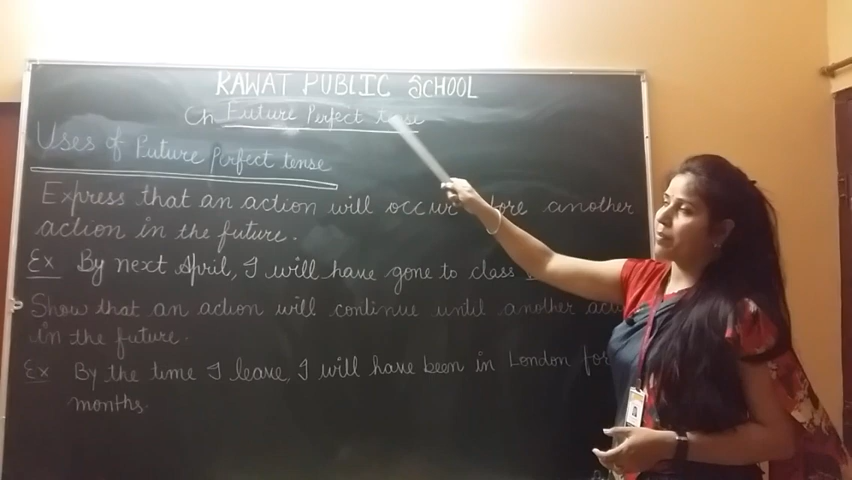 RAWAT PUBLIC SCHOOL
Ch Future Perfect tense
Uses of Future Perfect tense
Express that an action will occur before another
action in the future.
Ex By next April, I will have gone to class
Show that an action will continue until another
in the future.
Ex By the time I leave, I will have been in London for
months.